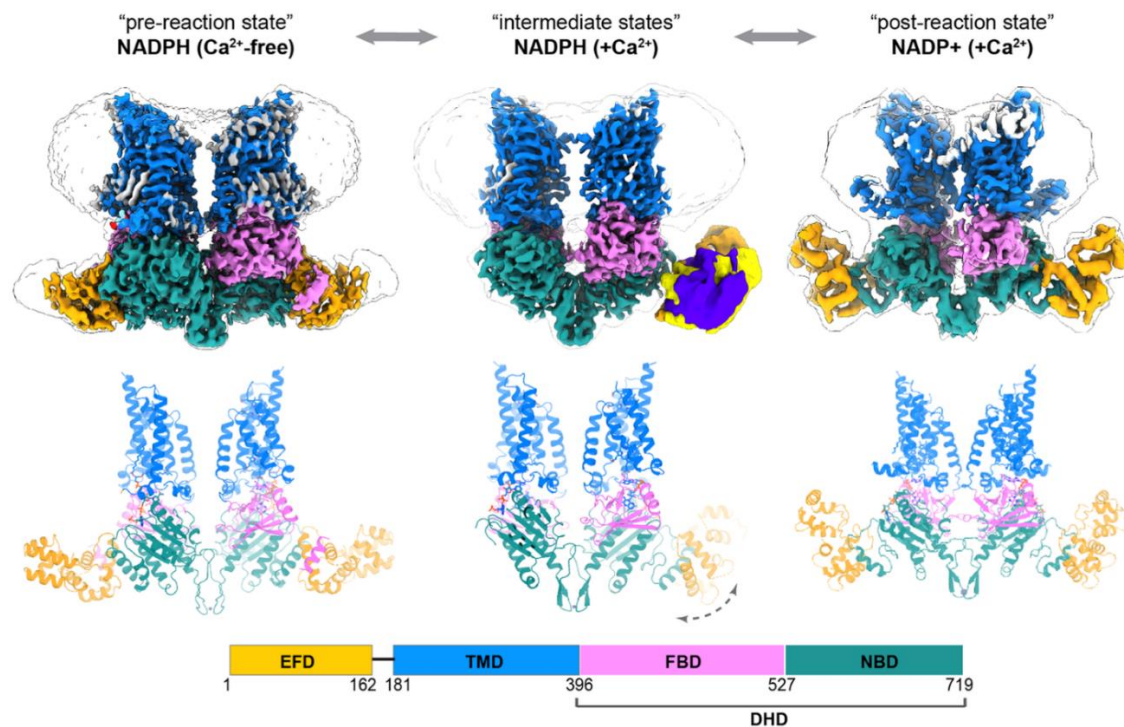 “pre-reaction state”
NADPH (Ca²⁺-free)
“intermediate states”
NADPH (+Ca²⁺)
“post-reaction state”
NADP+ (+Ca²⁺)
EFD TMD FBD NBD
1 162 181 396 527 719
DHD